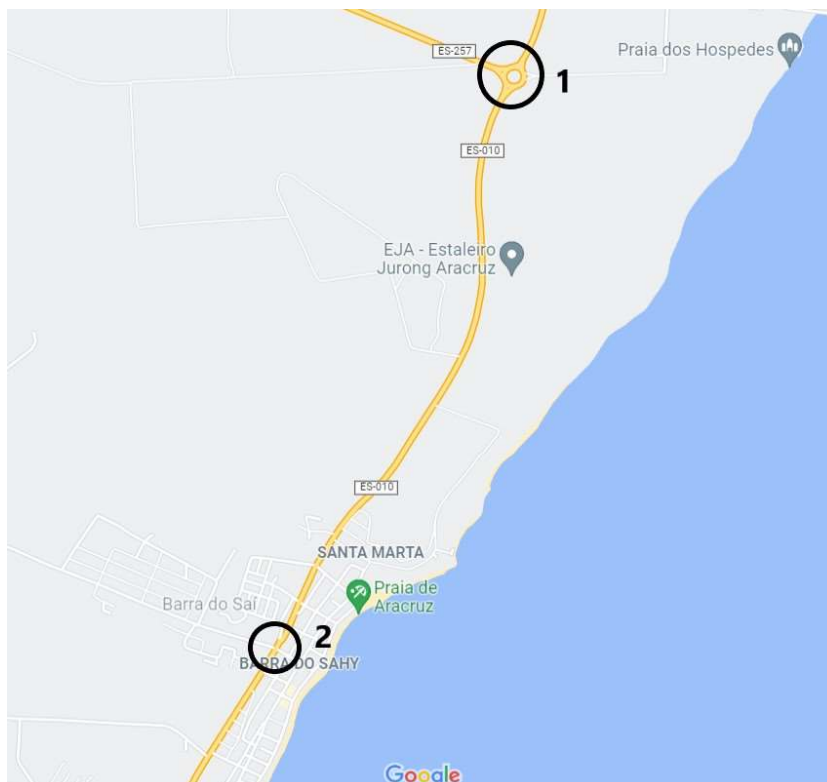 ES-257
Praia dos Hospedes
1
ES-010
EJA - Estaleiro
Jurong Aracruz
ES-010
SANTA MARTA
Praia de
Aracruz
Barra do Saí
2
BARRA DO SAHY
Google